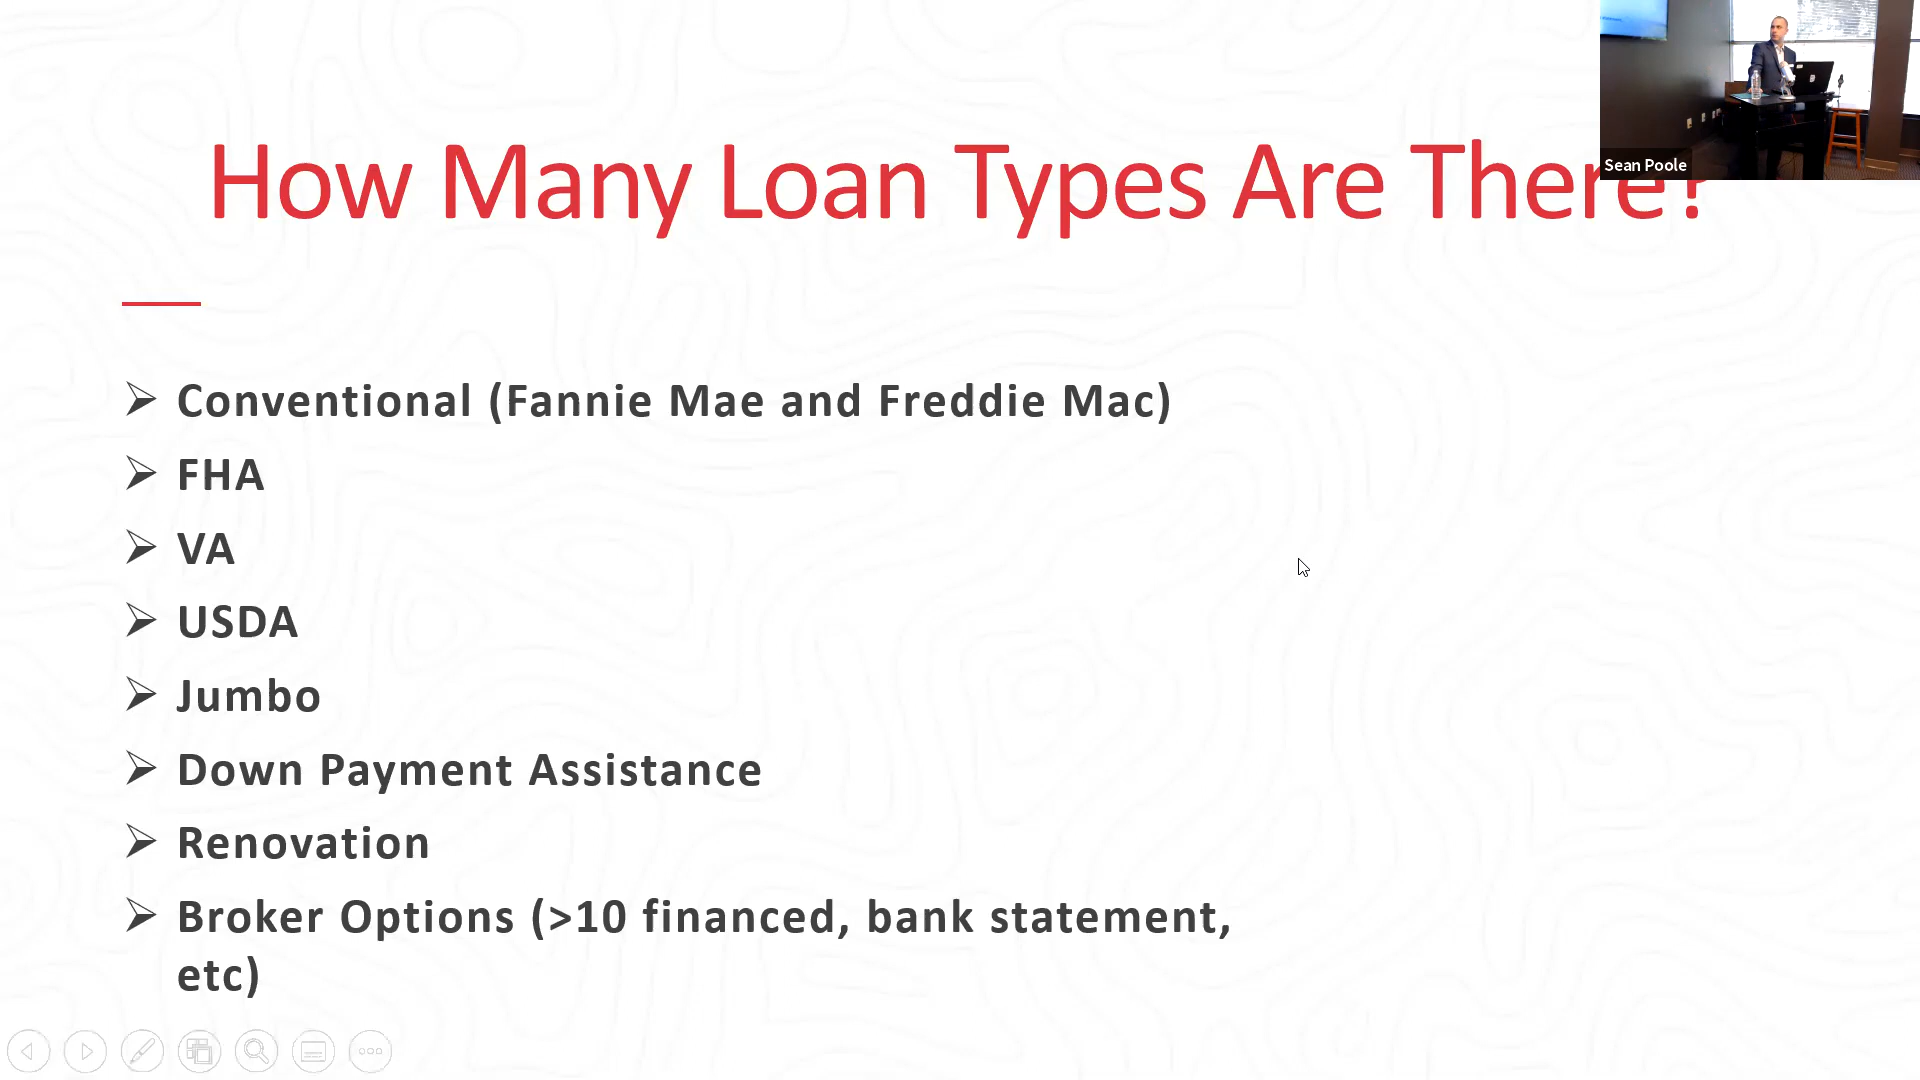 How Many Loan Types Are There?
Sean Poole
➢ Conventional (Fannie Mae and Freddie Mac)
➢ FHA
➢ VA
➢ USDA
➢ Jumbo
➢ Down Payment Assistance
➢ Renovation
➢ Broker Options (>10 financed, bank statement,
etc)